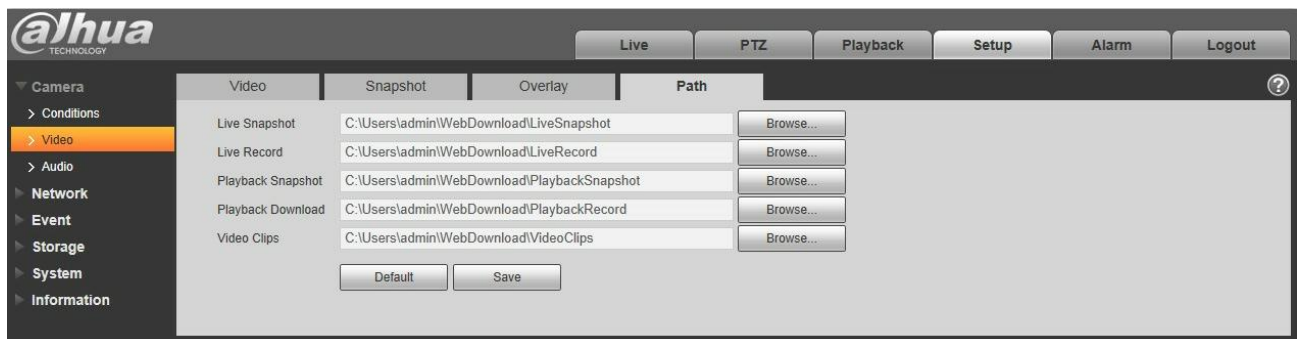 alhua
TECHNOLOGY
Live PTZ Playback Setup Alarm Logout
Camera
> Conditions
> Video
> Audio
Network
Event
Storage
System
Information
Video Snapshot Overlay Path ?
Live Snapshot C:\Users\admin\WebDownload\LiveSnapshot Browse...
Live Record C:\Users\admin\WebDownload\LiveRecord Browse...
Playback Snapshot C:\Users\admin\WebDownload\PlaybackSnapshot Browse...
Playback Download C:\Users\admin\WebDownload\PlaybackRecord Browse...
Video Clips C:\Users\admin\WebDownload\VideoClips Browse...
Default Save